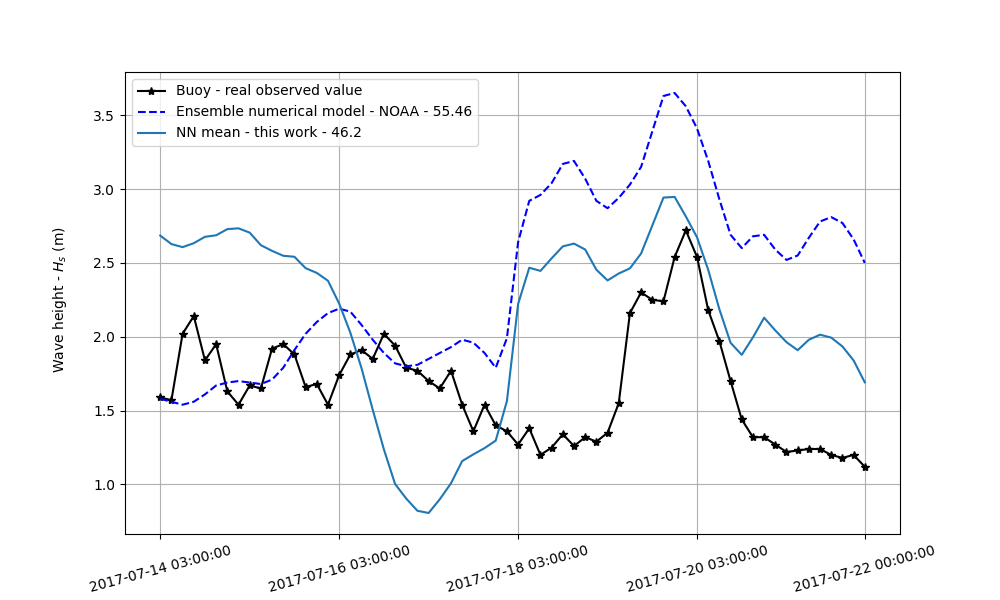 Buoy - real observed value
Ensemble numerical model - NOAA - 55.46
NN mean - this work - 46.2
Wave height - Hₛ (m)
3.5
3.0
2.5
2.0
1.5
1.0
2017-07-14 03:00:00
2017-07-16 03:00:00
2017-07-18 03:00:00
2017-07-20 03:00:00
2017-07-22 00:00:00